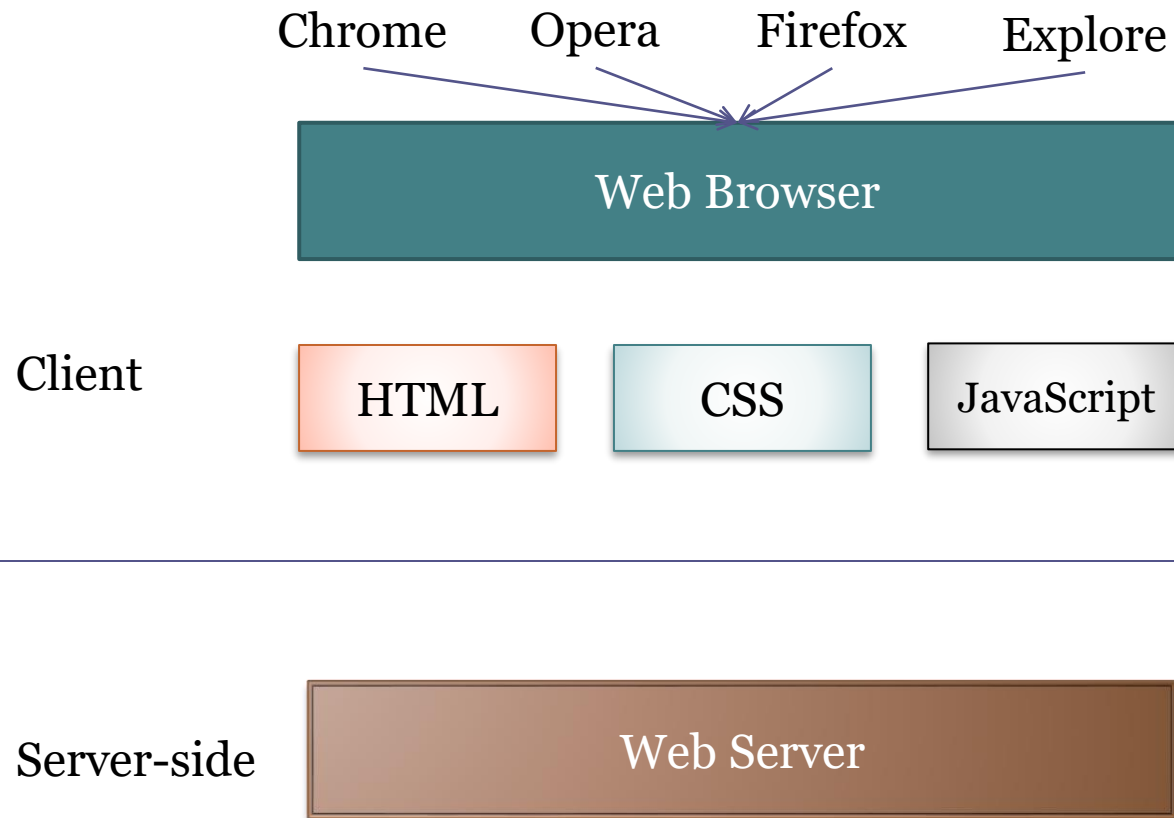 Chrome Opera Firefox Explore
Web Browser
Client
HTML CSS JavaScript
Web Server
Server-side